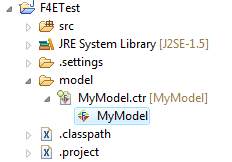 F4ETest
src
JRE System Library [J2SE-1.5]
.settings
model
MyModel.ctr [MyModel]
MyModel
.classpath
.project